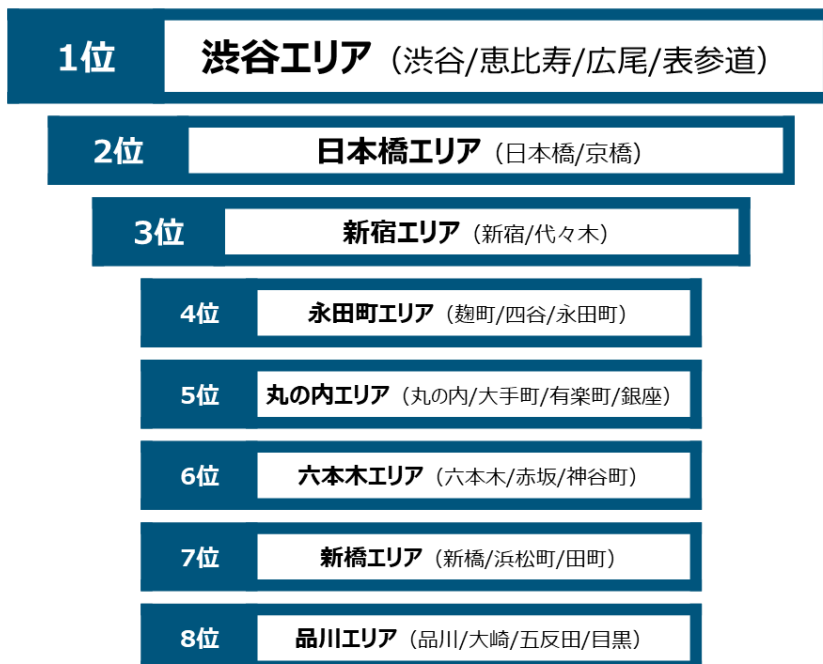 1位 渋谷エリア（渋谷/恵比寿/広尾/表参道）
2位 日本橋エリア（日本橋/京橋）
3位 新宿エリア（新宿/代々木）
4位 永田町エリア（麹町/四谷/永田町）
5位 丸の内エリア（丸の内/大手町/有楽町/銀座）
6位 六本木エリア（六本木/赤坂/神谷町）
7位 新橋エリア（新橋/浜松町/田町）
8位 品川エリア（品川/大崎/五反田/目黒）